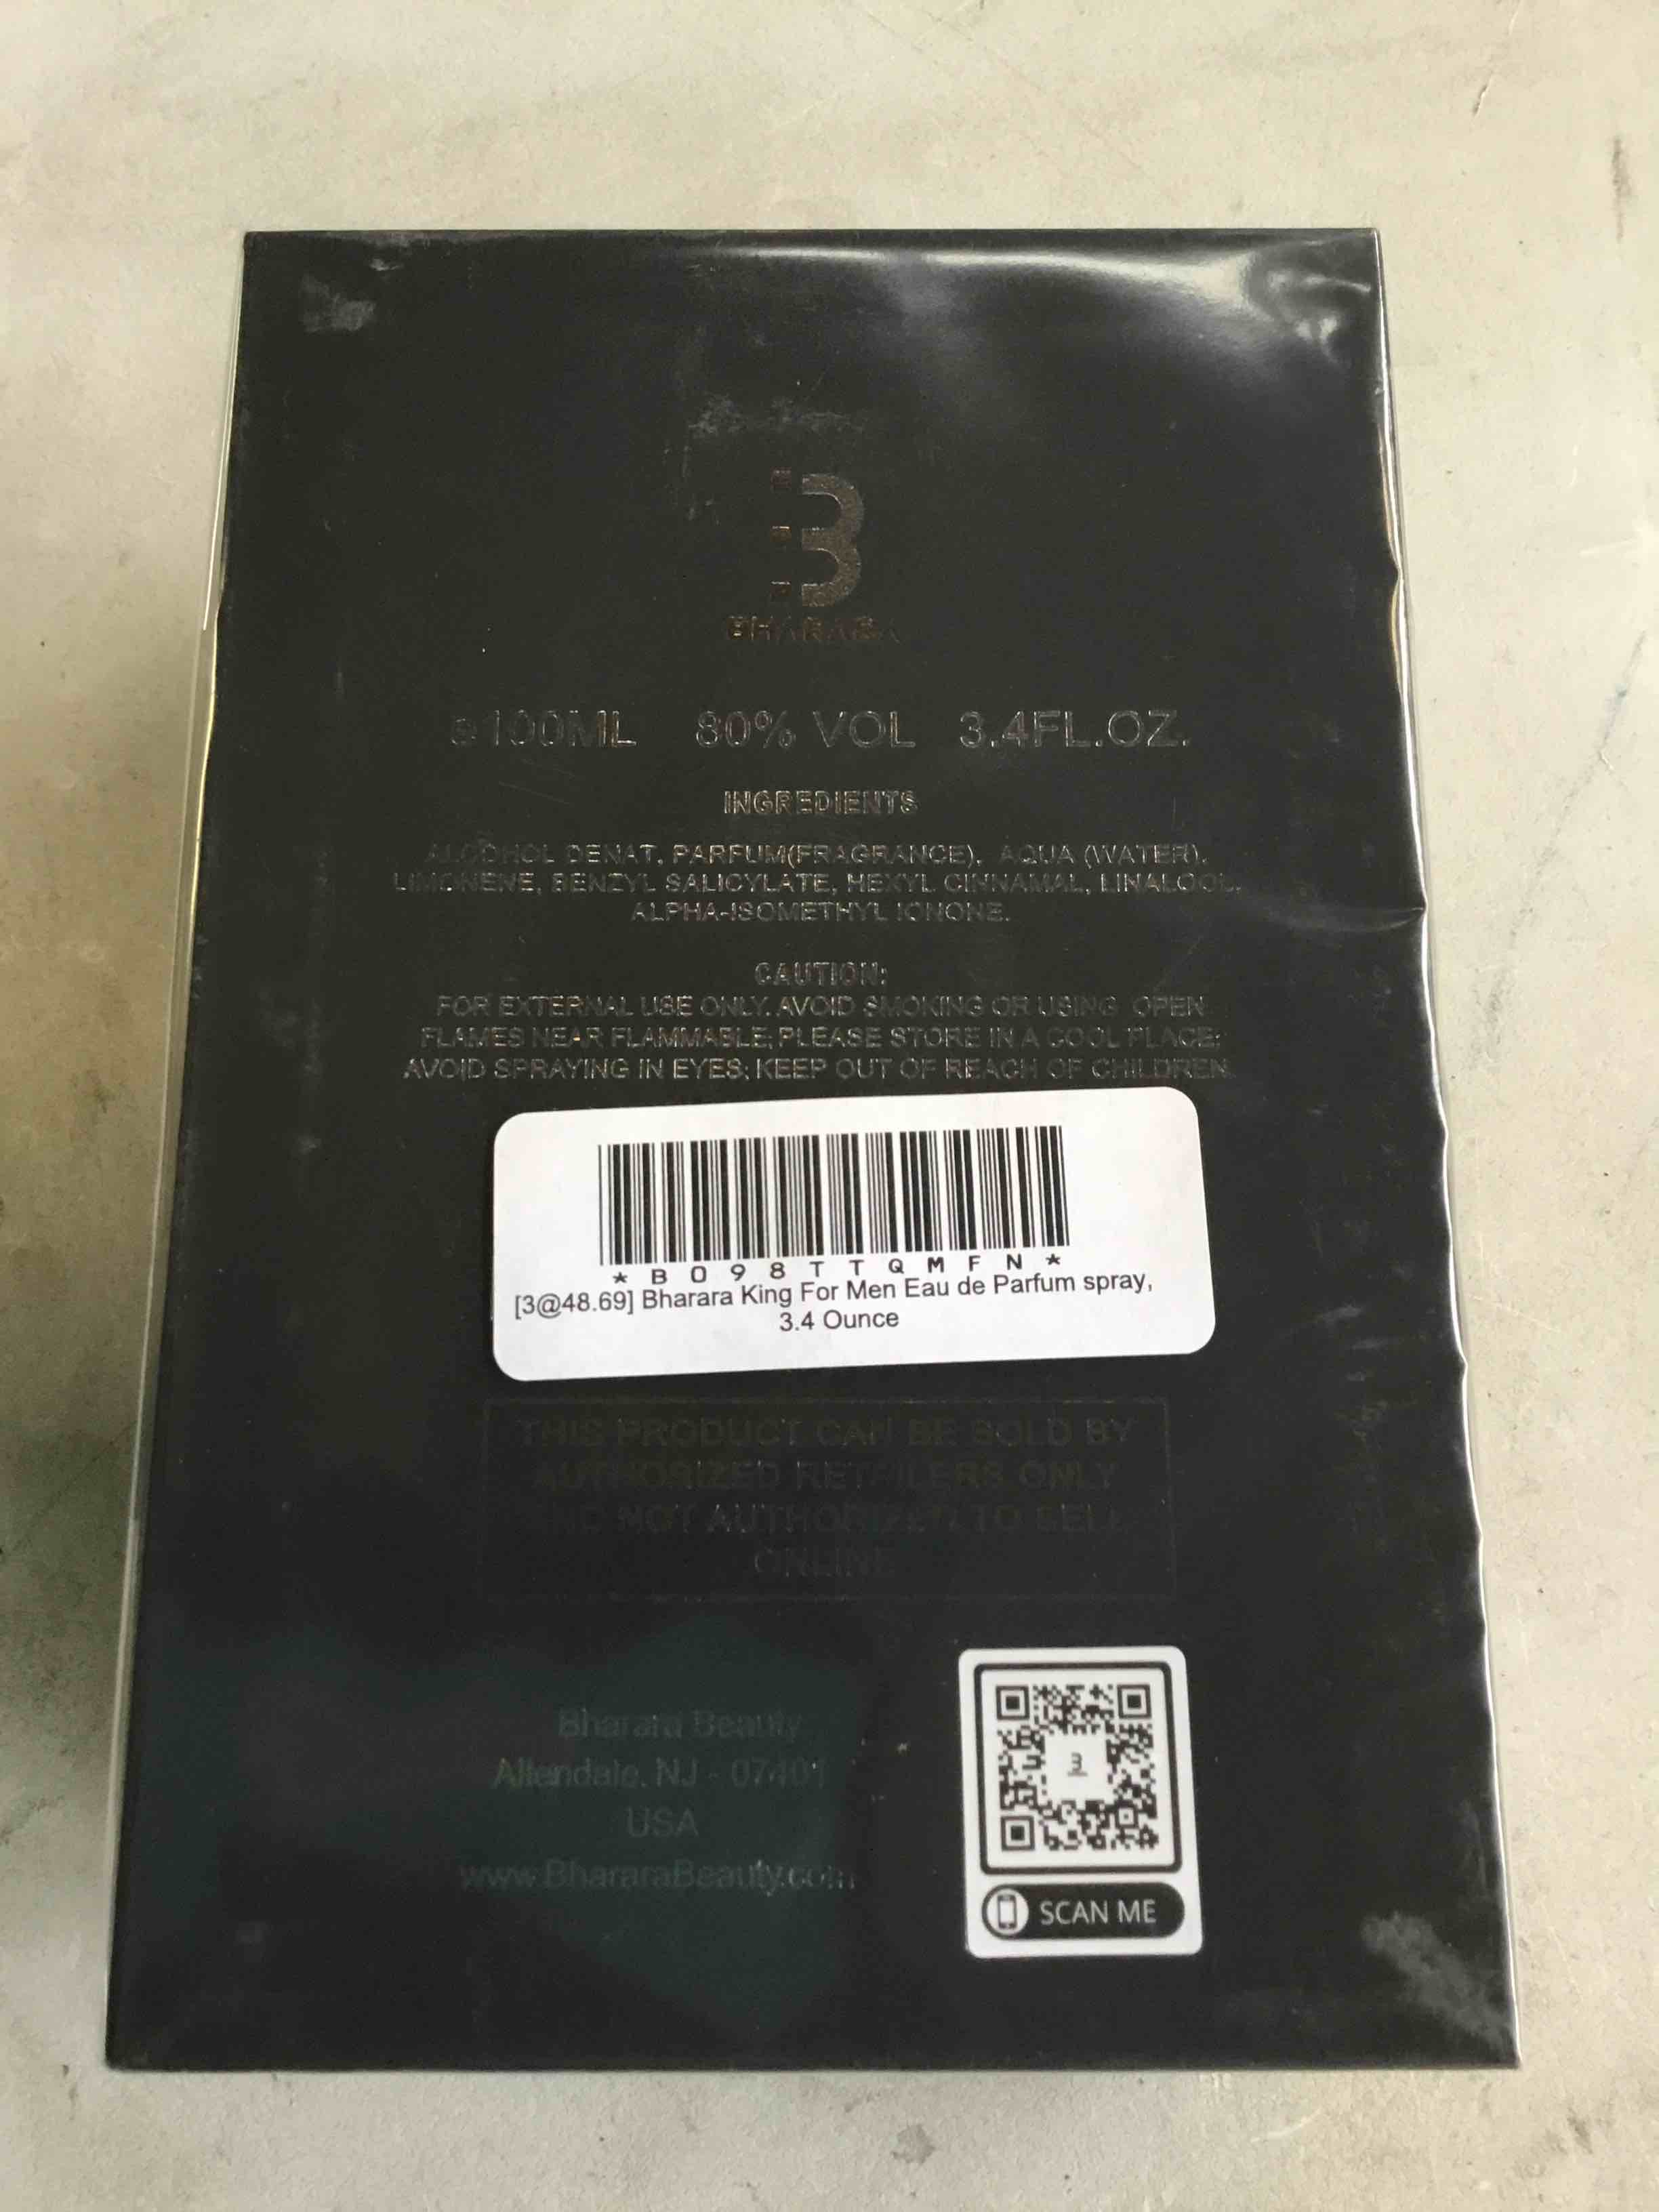 B
BHARARA
e 100ML 80% VOL 3.4FL.OZ.
INGREDIENTS
ALCOHOL DENAT, PARFUM(FRAGRANCE), AQUA (WATER),
LIMONENE, BENZYL SALICYLATE, HEXYL CINNAMAL, LINALOOL,
ALPHA-ISOMETHYL IONONE.
CAUTION:
FOR EXTERNAL USE ONLY. AVOID SMOKING OR USING OPEN
FLAMES NEAR FLAMMABLE; PLEASE STORE IN A COOL PLACE;
AVOID SPRAYING IN EYES; KEEP OUT OF REACH OF CHILDREN.
*B098TTQMFN*
[3@48.69] Bharara King For Men Eau de Parfum spray,
3.4 Ounce
THIS PRODUCT CAN BE SOLD BY
AUTHORIZED RETAILERS ONLY
AND NOT AUTHORIZED TO SELL
ONLINE
Bharara Beauty
Allendale, NJ - 07401
USA
www.BhararaBeauty.com
SCAN ME